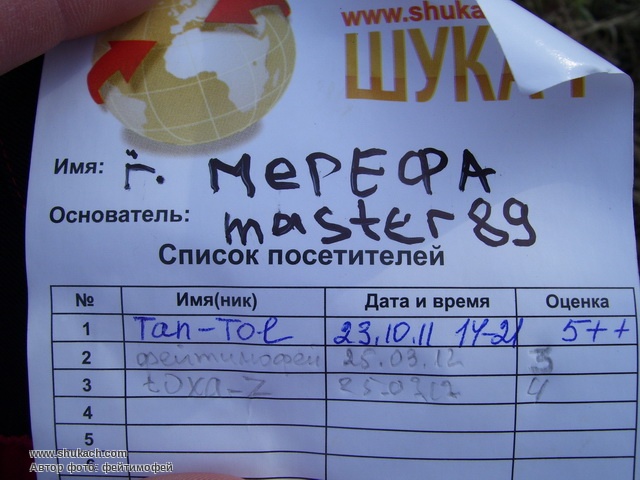 www.shuka
ШУКА
Имя: г. МеРЕФА
Основатель: master89
Список посетителей
№ Имя(ник) Дата и время Оценка
1 Tan-Tol 23.10.11 14-21 5++
2 фейтимофей 25.03.12 3
3 tOXa-Z 25.03.12 4
4
5
www.shukach.com
Автор фото: фейтимофей